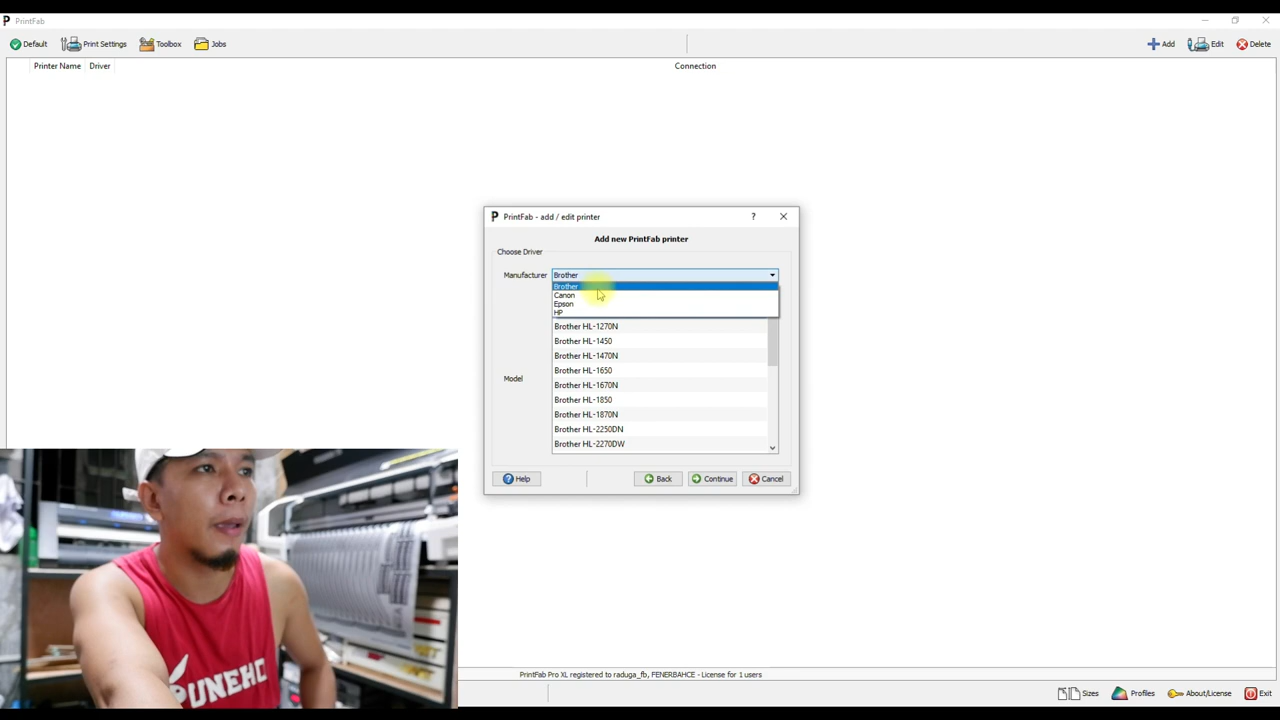 PrintFab
Default Print Settings Toolbox Jobs Add Edit Delete
Printer Name Driver Connection
PrintFab - add / edit printer ?
Add new PrintFab printer
Choose Driver
Manufacturer Brother
Brother
Canon
Epson
HP
Brother HL-1270N
Brother HL-1450
Brother HL-1470N
Brother HL-1650
Model
Brother HL-1670N
Brother HL-1850
Brother HL-1870N
Brother HL-2250DN
Brother HL-2270DW
Help Back Continue Cancel
PrintFab Pro XL registered to raduga_fb, FENERBAHCE - License for 1 users
Sizes Profiles About/License Exit